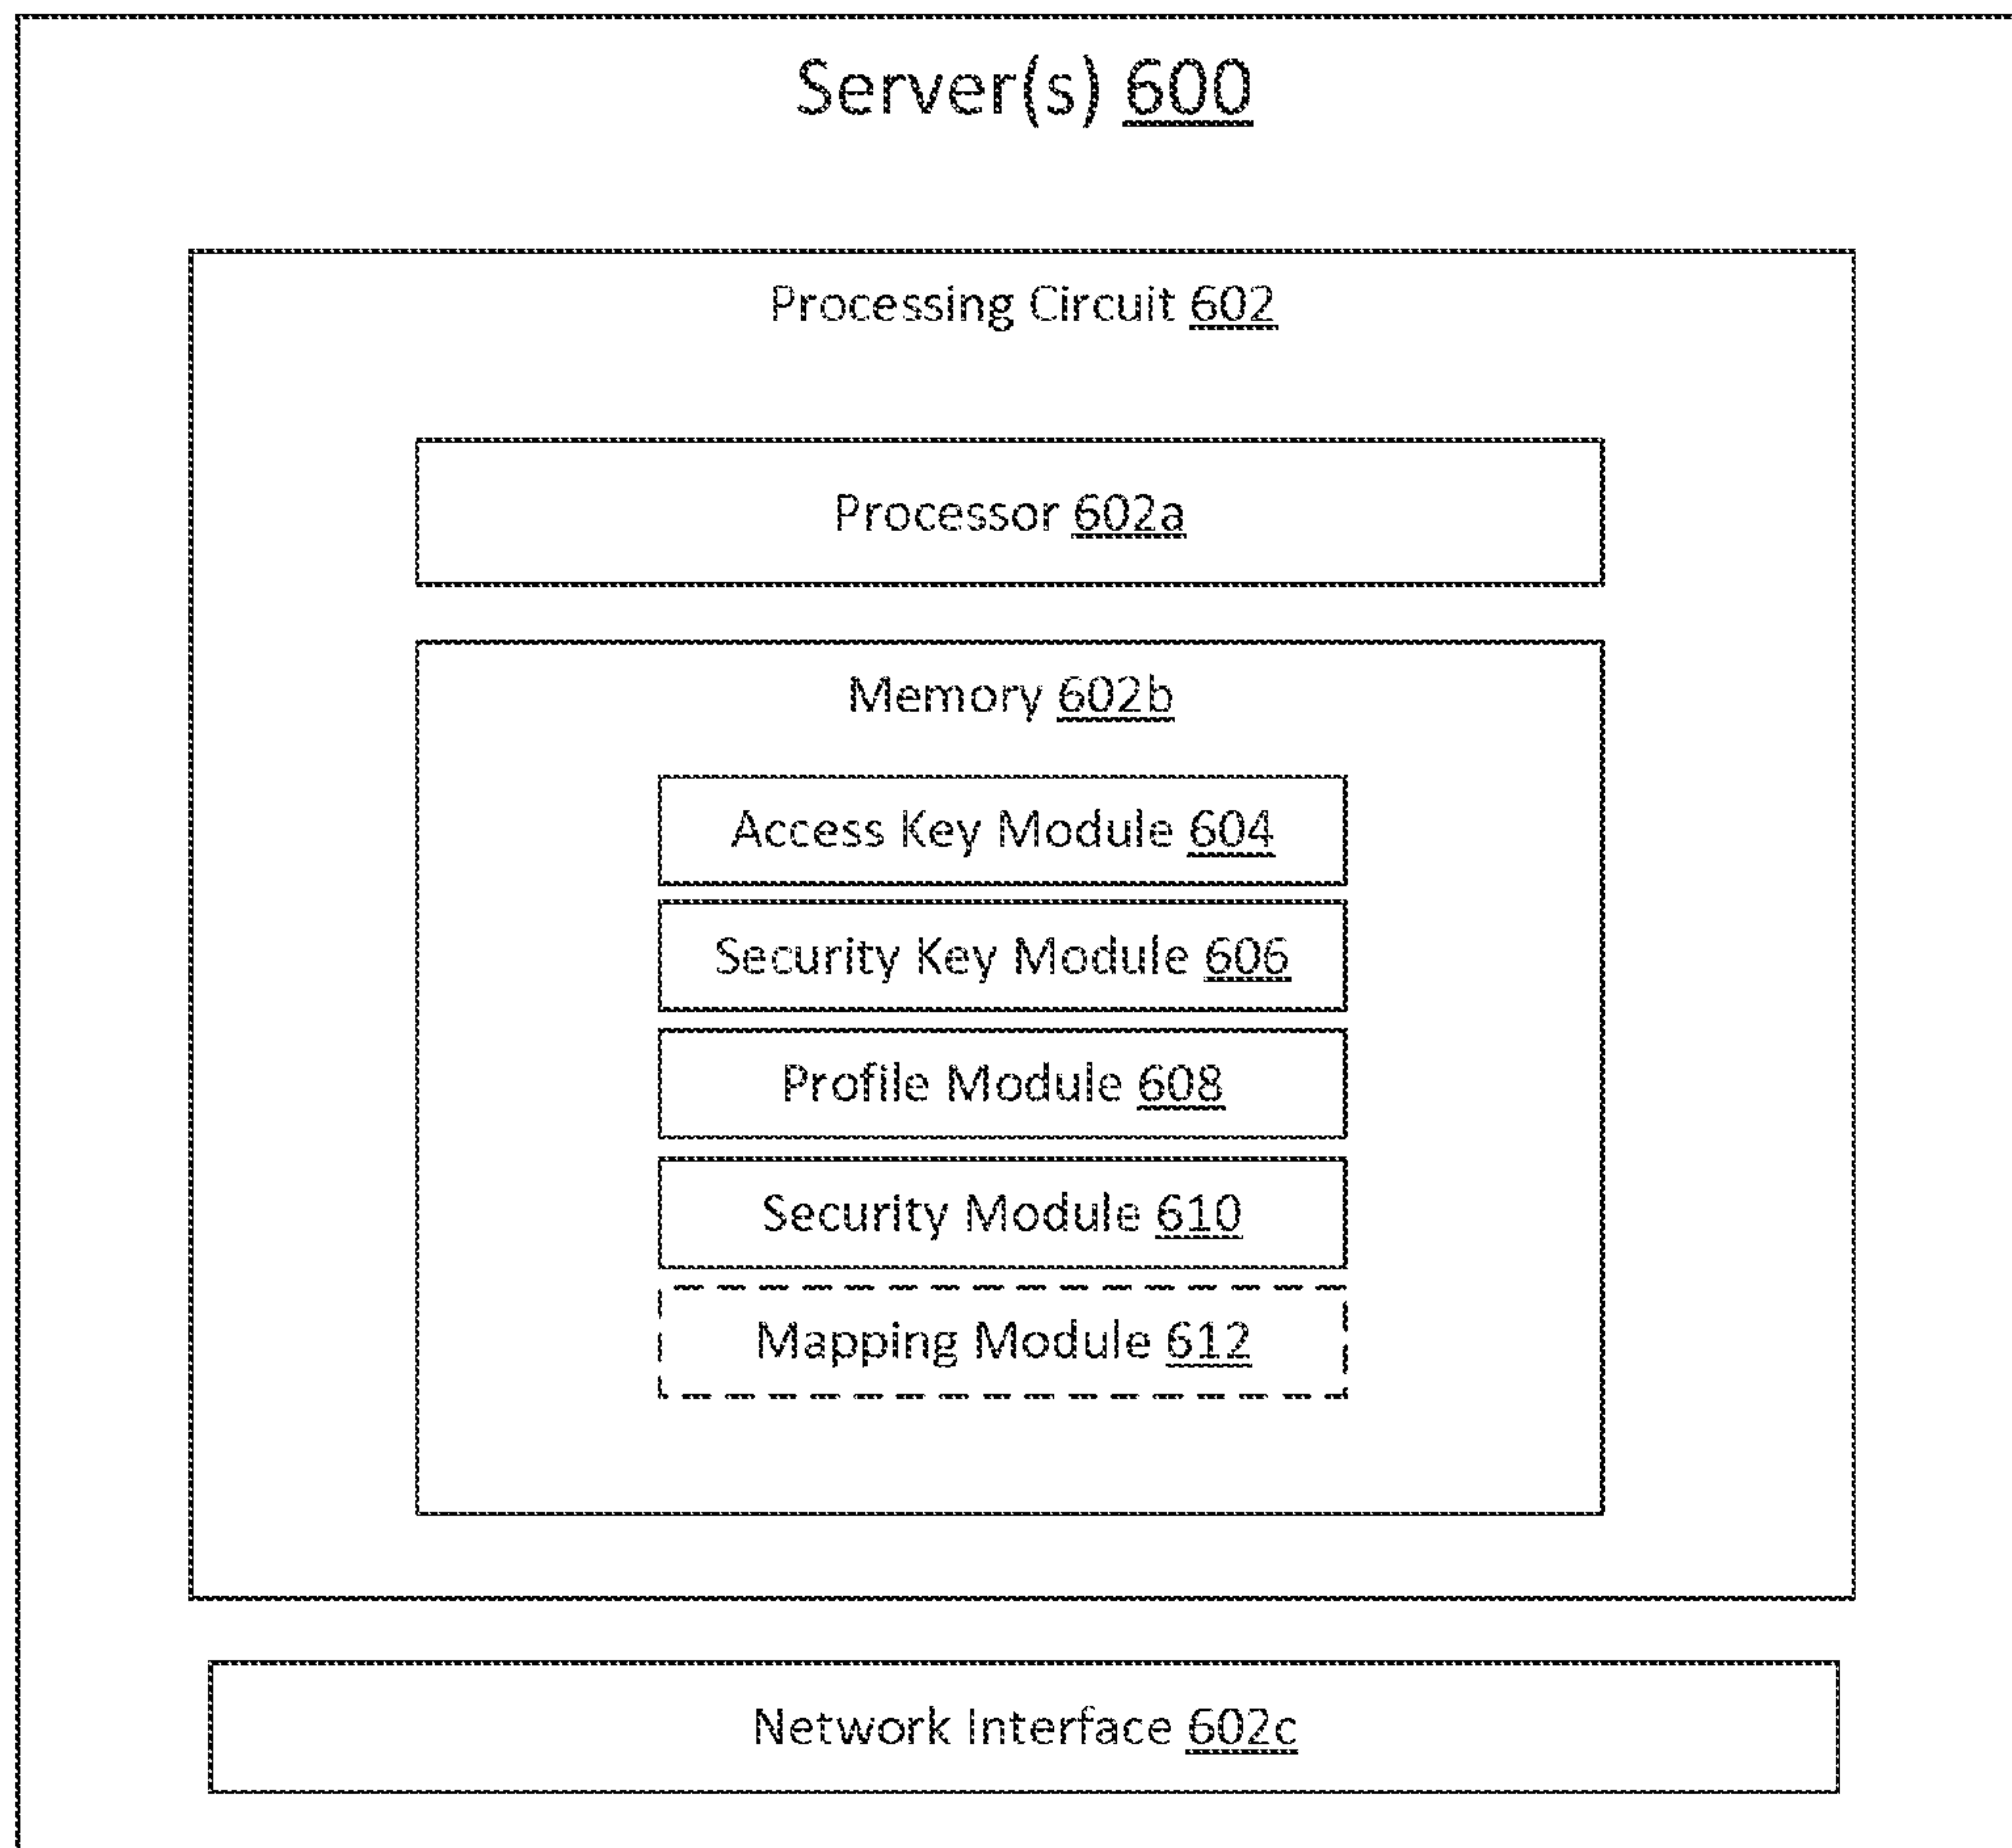 Server(s) 600
Processing Circuit 602
Processor 602a
Memory 602b
Access Key Module 604
Security Key Module 606
Profile Module 608
Security Module 610
Mapping Module 612
Network Interface 602c